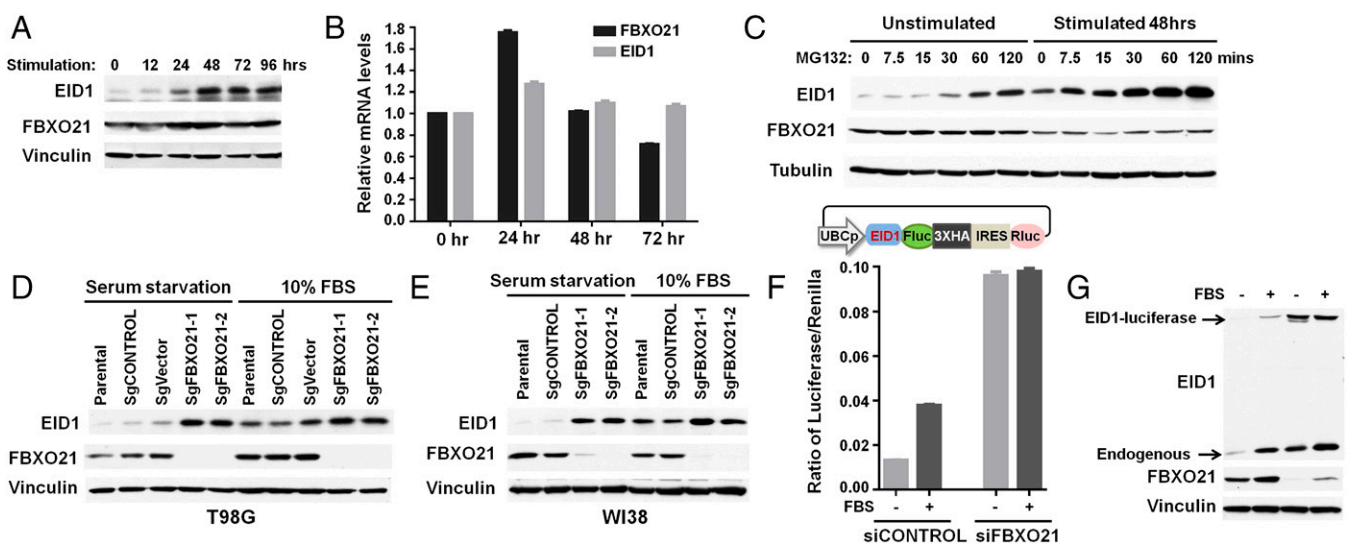 A
Stimulation: 0 12 24 48 72 96 hrs
EID1
FBXO21
Vinculin
B
Relative mRNA levels
1.8
1.6
1.4
1.2
1.0
0.8
0.6
0.4
0.2
0.0
FBXO21
EID1
0 hr 24 hr 48 hr 72 hr
C
Unstimulated Stimulated 48hrs
MG132: 0 7.5 15 30 60 120 0 7.5 15 30 60 120 mins
EID1
FBXO21
Tubulin
D
Serum starvation 10% FBS
Parental SgCONTROL SgVector SgFBXO21-1 SgFBXO21-2 Parental SgCONTROL SgVector SgFBXO21-1 SgFBXO21-2
EID1
FBXO21
Vinculin
T98G
E
Serum starvation 10% FBS
Parental SgCONTROL SgFBXO21-1 SgFBXO21-2 Parental SgCONTROL SgFBXO21-1 SgFBXO21-2
EID1
FBXO21
Vinculin
WI38
UBCp EID1 Fluc 3XHA IRES Rluc
F
Ratio of Luciferase/Renilla
0.10
0.08
0.06
0.04
0.02
0.00
FBS - + - +
siCONTROL siFBXO21
G
FBS - + - +
EID1-luciferase
EID1
Endogenous
FBXO21
Vinculin